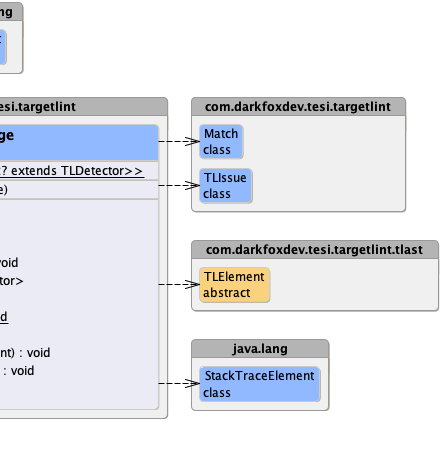 ng
esi.targetlint
ge
? extends TLDetector>>
e)
void
tor>
d
nt) : void
: void
com.darkfoxdev.tesi.targetlint
Match
class
TLIssue
class
com.darkfoxdev.tesi.targetlint.tlast
TLElement
abstract
java.lang
StackTraceElement
class